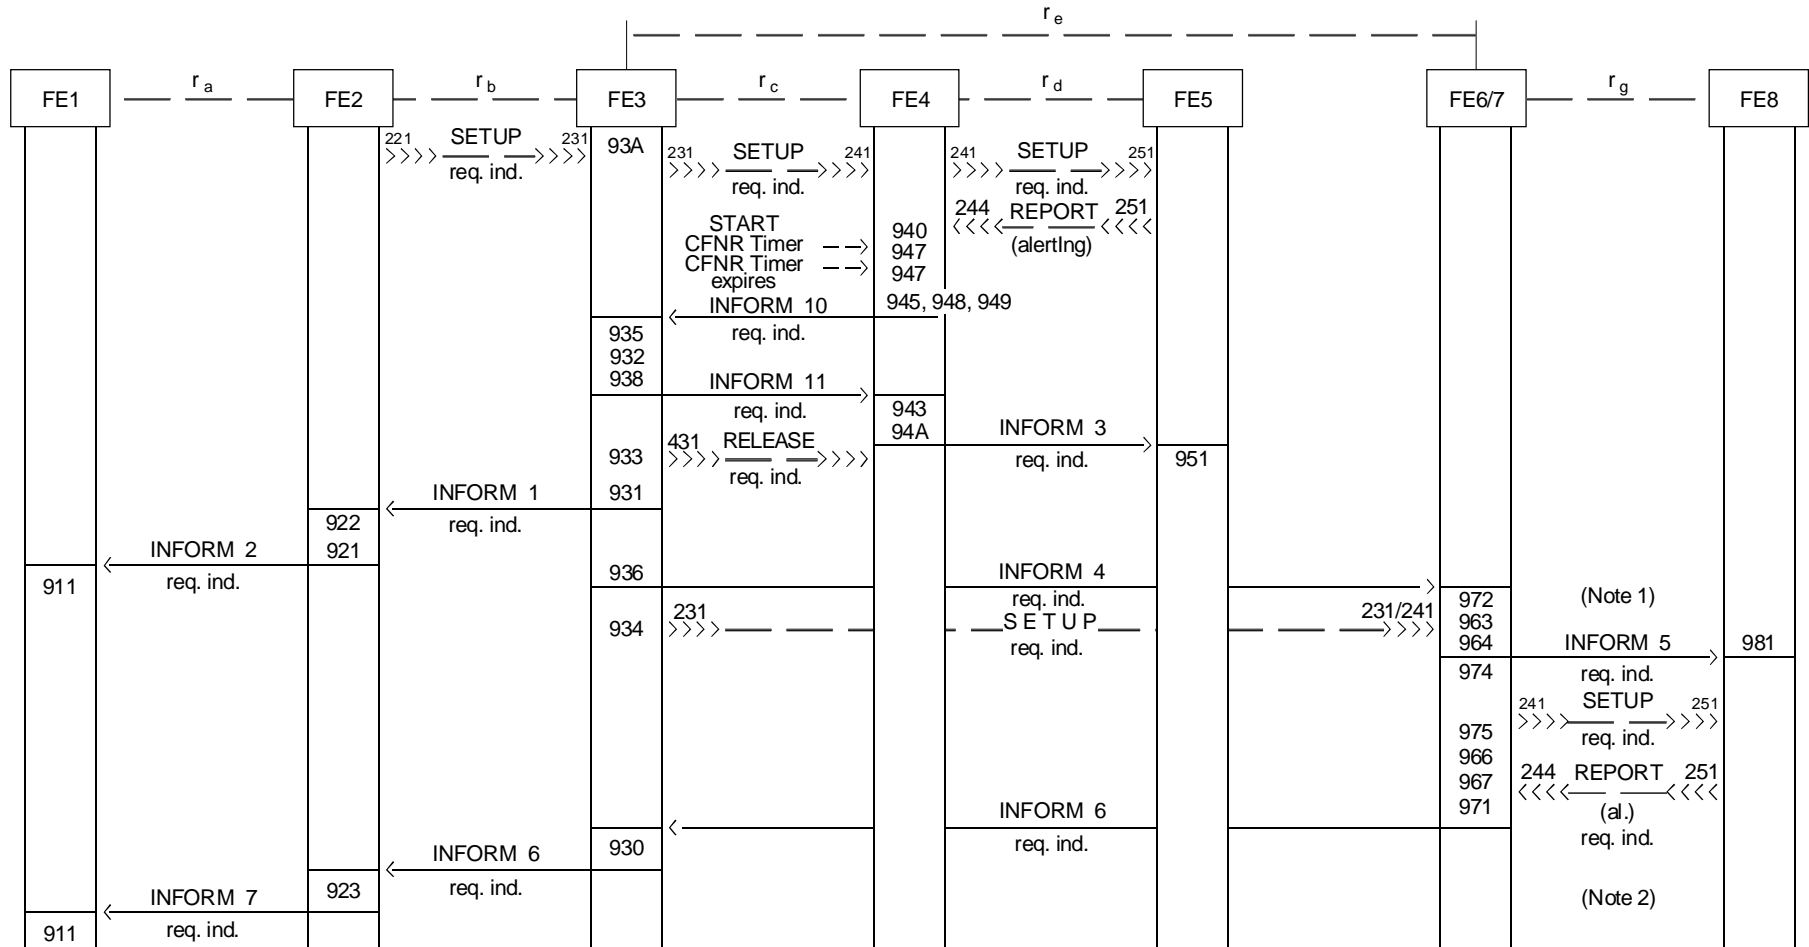 r e
FE1 r a FE2 r b FE3 r c FE4 r d FE5 FE6/7 r g FE8
221 SETUP 231 93A
req. ind.
231 SETUP 241 241 SETUP 251
req. ind. req. ind.
244 REPORT 251
(alertIng)
START
CFNR Timer 940
CFNR Timer 947
expires 947
INFORM 10 945, 948, 949
req. ind.
935
932
938 INFORM 11
req. ind. 943
94A INFORM 3
req. ind. 951
933 431 RELEASE
req. ind.
INFORM 1 931
req. ind.
922
INFORM 2 921
req. ind.
911
936 INFORM 4
req. ind. 972 (Note 1)
934 231 S E T U P 231/241 963
req. ind. 964 INFORM 5 981
974 req. ind.
241 SETUP 251
975 req. ind.
966
967 244 REPORT 251
971 (al.)
req. ind.
INFORM 6
req. ind.
930
INFORM 6
req. ind.
INFORM 7 923 (Note 2)
req. ind.
911